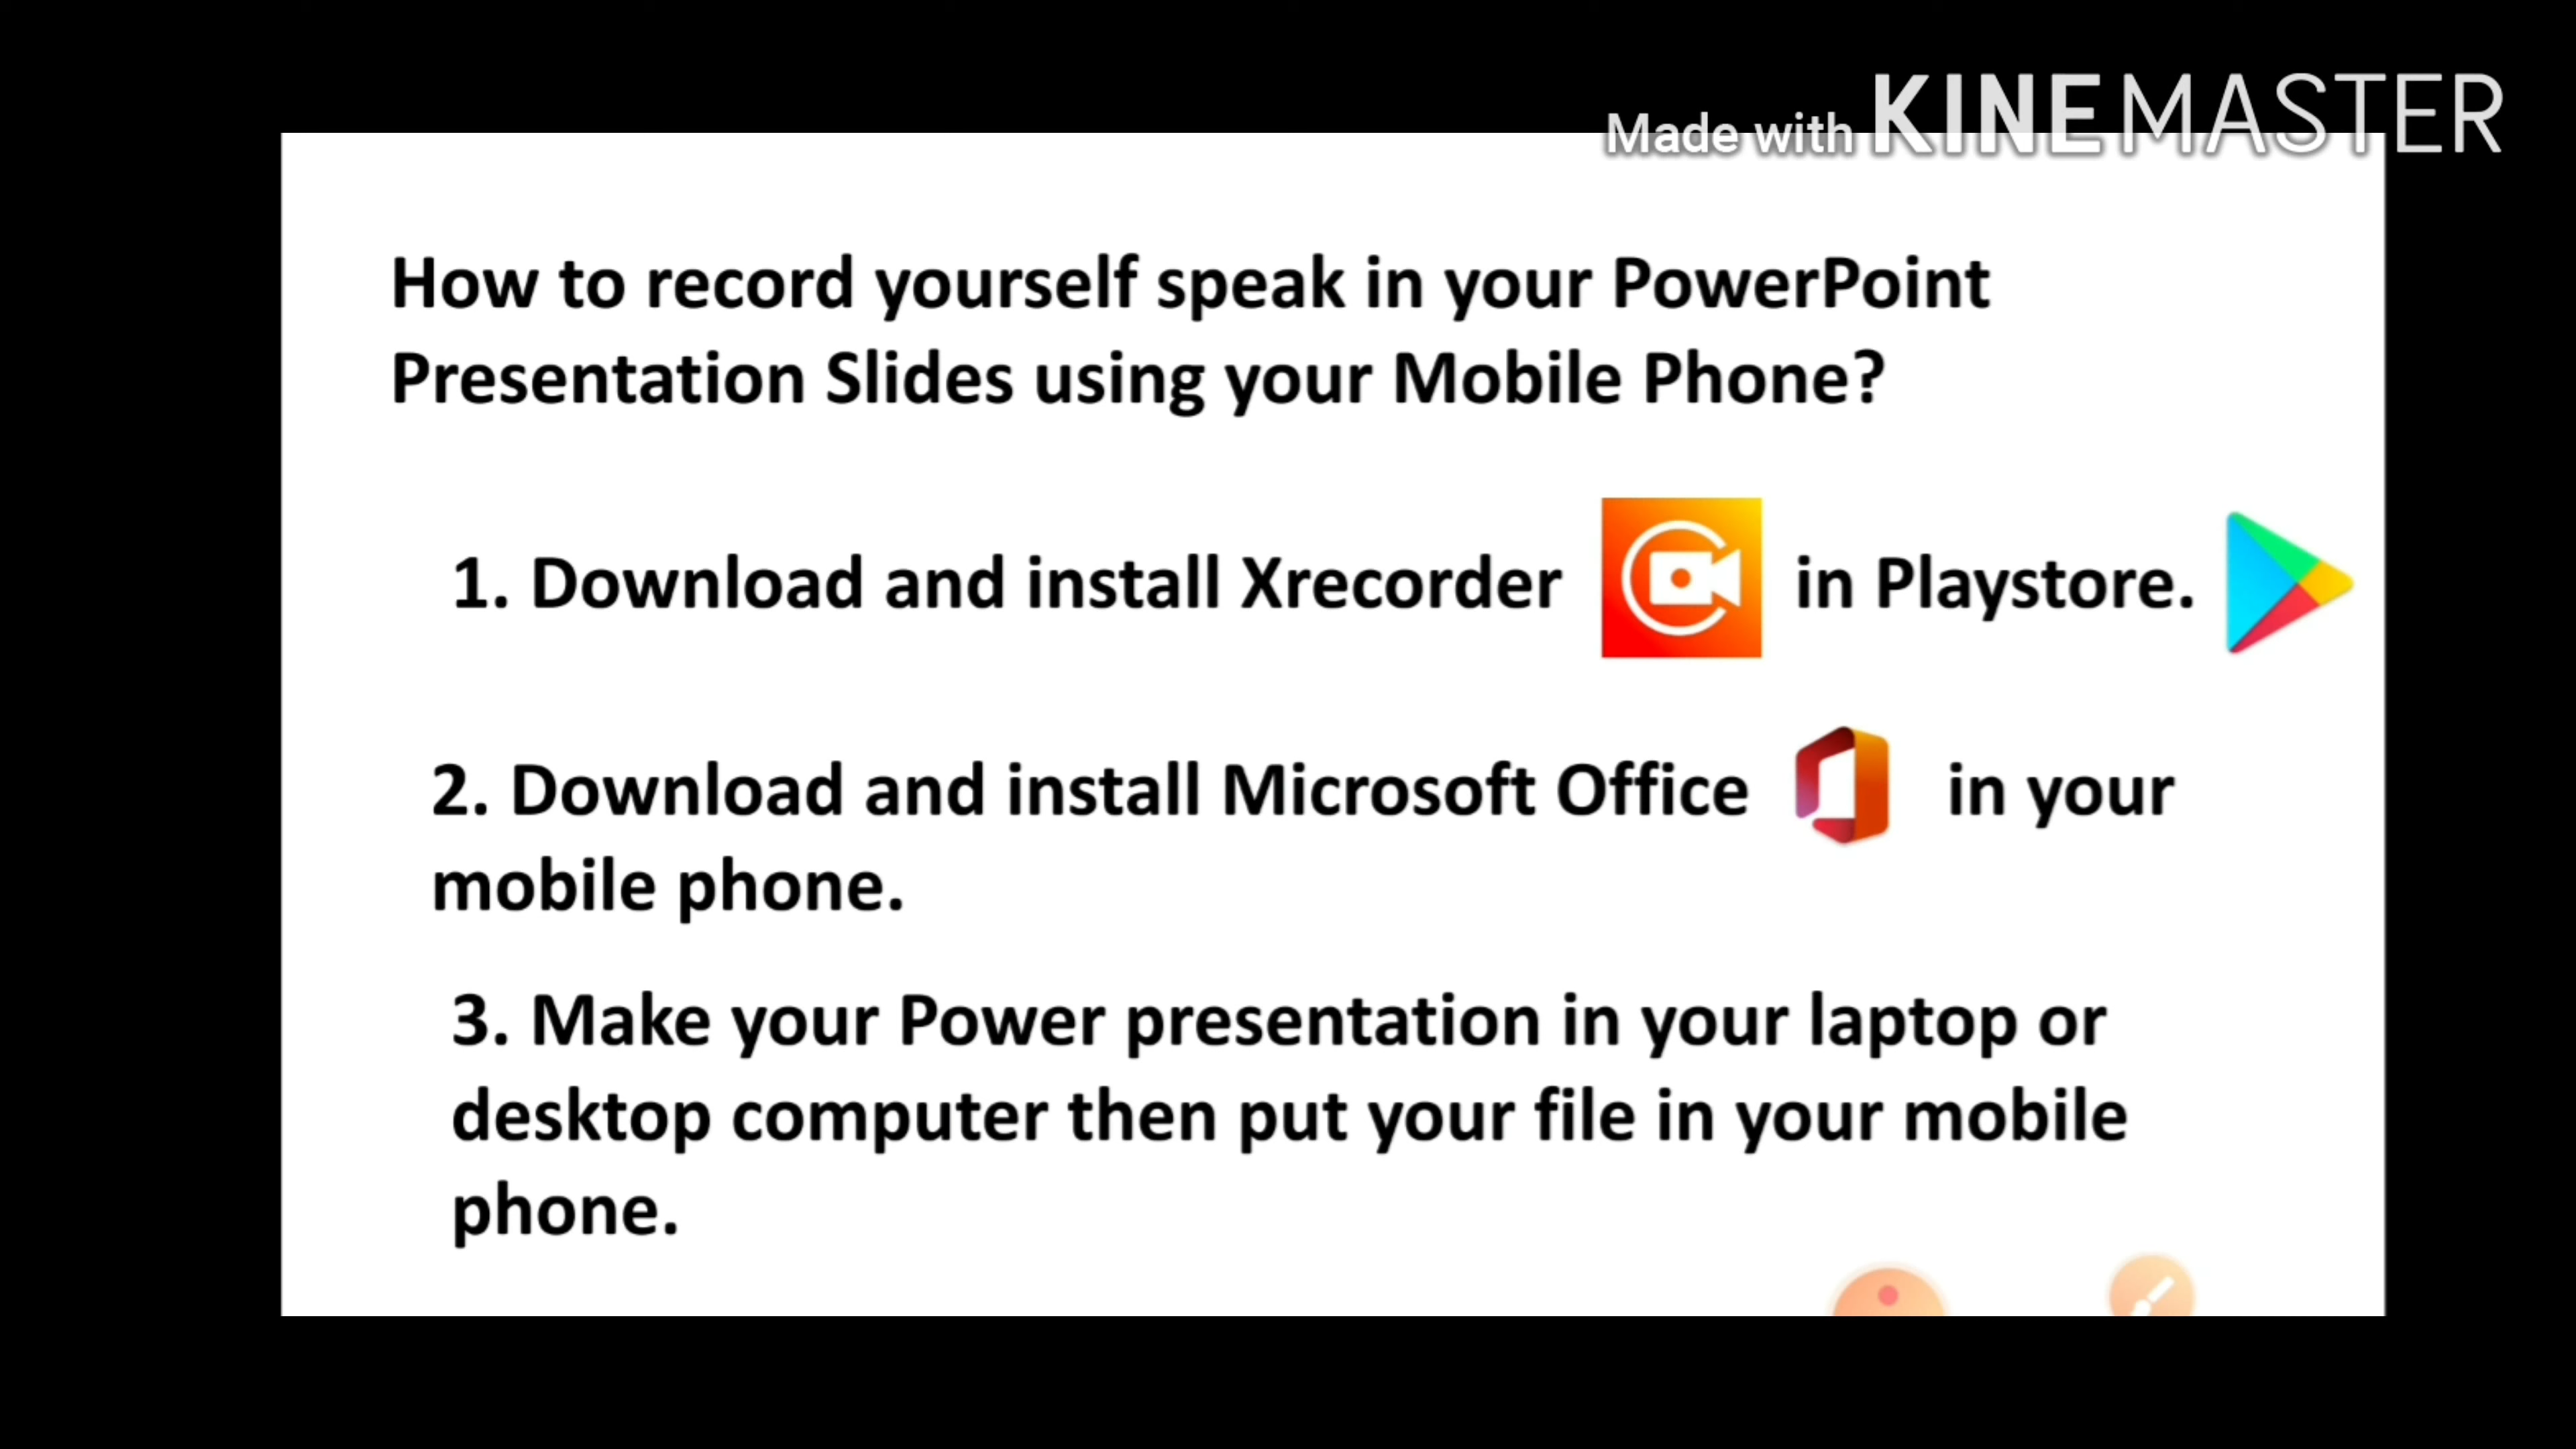 Made with KINEMASTER
How to record yourself speak in your PowerPoint
Presentation Slides using your Mobile Phone?
1. Download and install Xrecorder in Playstore.
2. Download and install Microsoft Office in your
mobile phone.
3. Make your Power presentation in your laptop or
desktop computer then put your file in your mobile
phone.